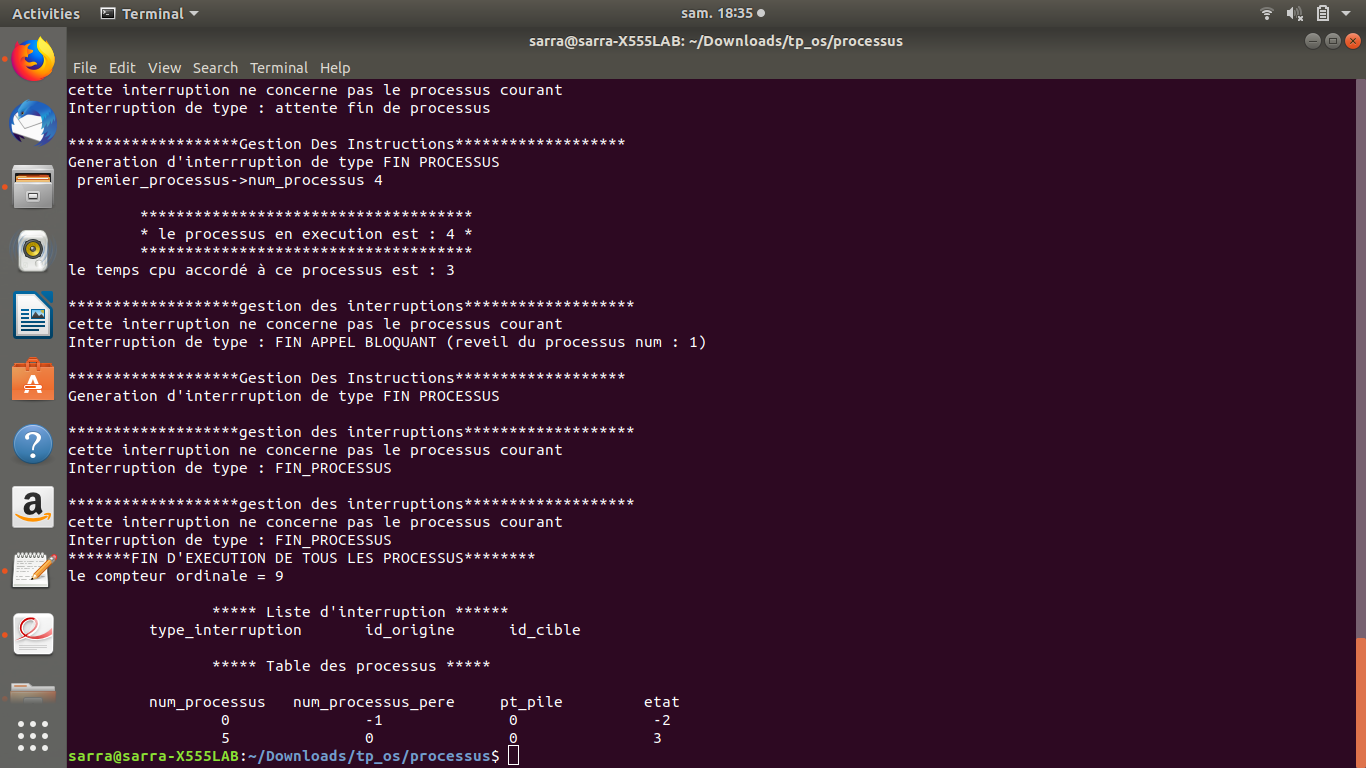 Activities Terminal sam. 18:35
sarra@sarra-X555LAB: ~/Downloads/tp_os/processus
File Edit View Search Terminal Help
cette interruption ne concerne pas le processus courant
Interruption de type : attente fin de processus
*******************Gestion Des Instructions*******************
Generation d'interrruption de type FIN PROCESSUS
premier_processus->num_processus 4
*************************************
* le processus en execution est : 4 *
*************************************
le temps cpu accordé à ce processus est : 3
*******************gestion des interruptions*******************
cette interruption ne concerne pas le processus courant
Interruption de type : FIN APPEL BLOQUANT (reveil du processus num : 1)
*******************Gestion Des Instructions*******************
Generation d'interrruption de type FIN PROCESSUS
*******************gestion des interruptions*******************
cette interruption ne concerne pas le processus courant
Interruption de type : FIN_PROCESSUS
*******************gestion des interruptions*******************
cette interruption ne concerne pas le processus courant
Interruption de type : FIN_PROCESSUS
*******FIN D'EXECUTION DE TOUS LES PROCESSUS********
le compteur ordinale = 9
***** Liste d'interruption ******
type_interruption id_origine id_cible
***** Table des processus *****
num_processus num_processus_pere pt_pile etat
0 -1 0 -2
5 0 0 3
sarra@sarra-X555LAB:~/Downloads/tp_os/processus$